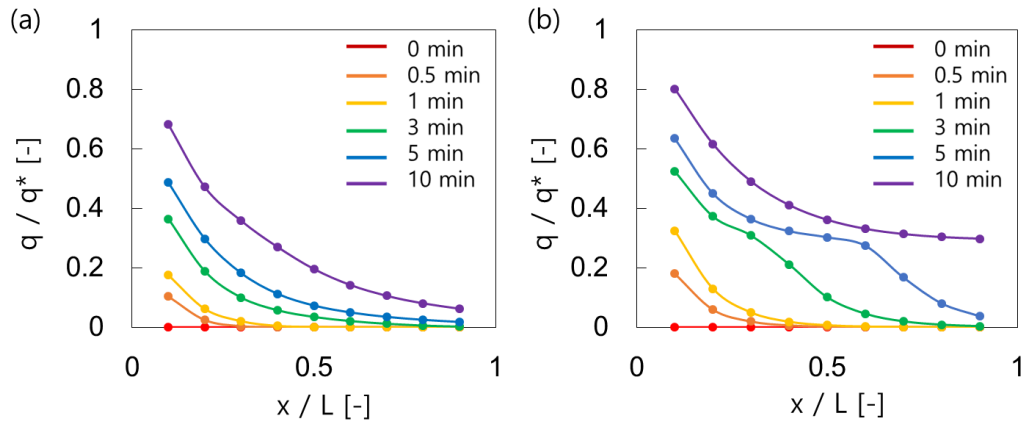 (a)
1
0.8
0.6
0.4
0.2
0
q / q* [-]
0 min
0.5 min
1 min
3 min
5 min
10 min
0
0.5
1
x / L [-]
(b)
1
0.8
0.6
0.4
0.2
0
q / q* [-]
0 min
0.5 min
1 min
3 min
5 min
10 min
0
0.5
1
x / L [-]